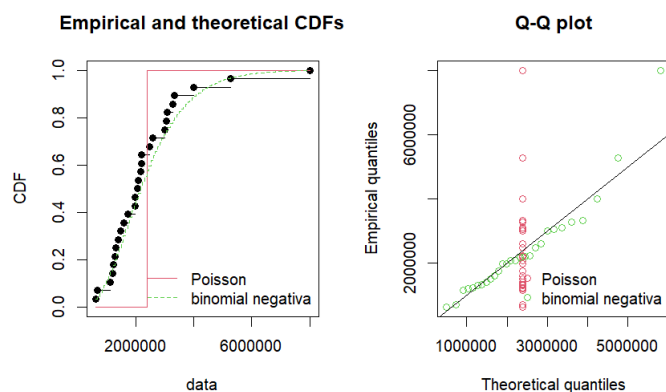 Empirical and theoretical CDFs
CDF
0.0 0.2 0.4 0.6 0.8 1.0
Poisson
binomial negativa
2000000 6000000
data
Q-Q plot
Empirical quantiles
2000000 6000000
Poisson
binomial negativa
1000000 3000000 5000000
Theoretical quantiles